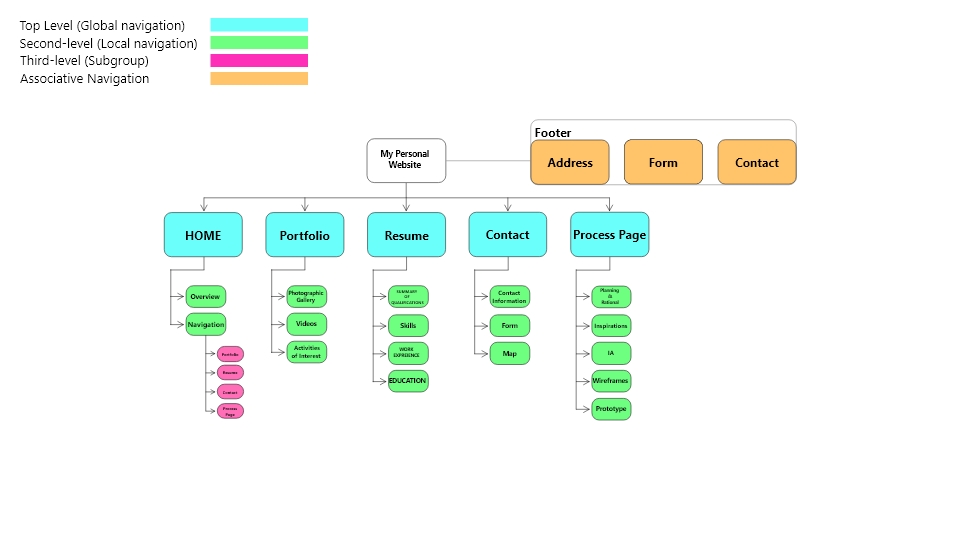 Top Level (Global navigation)
Second-level (Local navigation)
Third-level (Subgroup)
Associative Navigation
My Personal
Website
Footer
Address
Form
Contact
HOME
Portfolio
Resume
Contact
Process Page
Overview
Navigation
Portfolio
Resume
Contact
Process
Page
Photographic
Gallery
Videos
Activities
of Interest
SUMMARY
OF
QUALIFICATIONS
Skills
WORK
EXPREIENCE
EDUCATION
Contact
Information
Form
Map
Planning
&
Rational
Inspirations
IA
Wireframes
Prototype